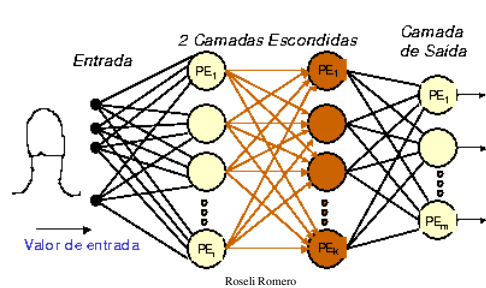 2 Camadas Escondidas
Camada
de Saída
Entrada
PE1
PE1
PE1
PEi
PEk
PEm
Valor de entrada
Roseli Romero